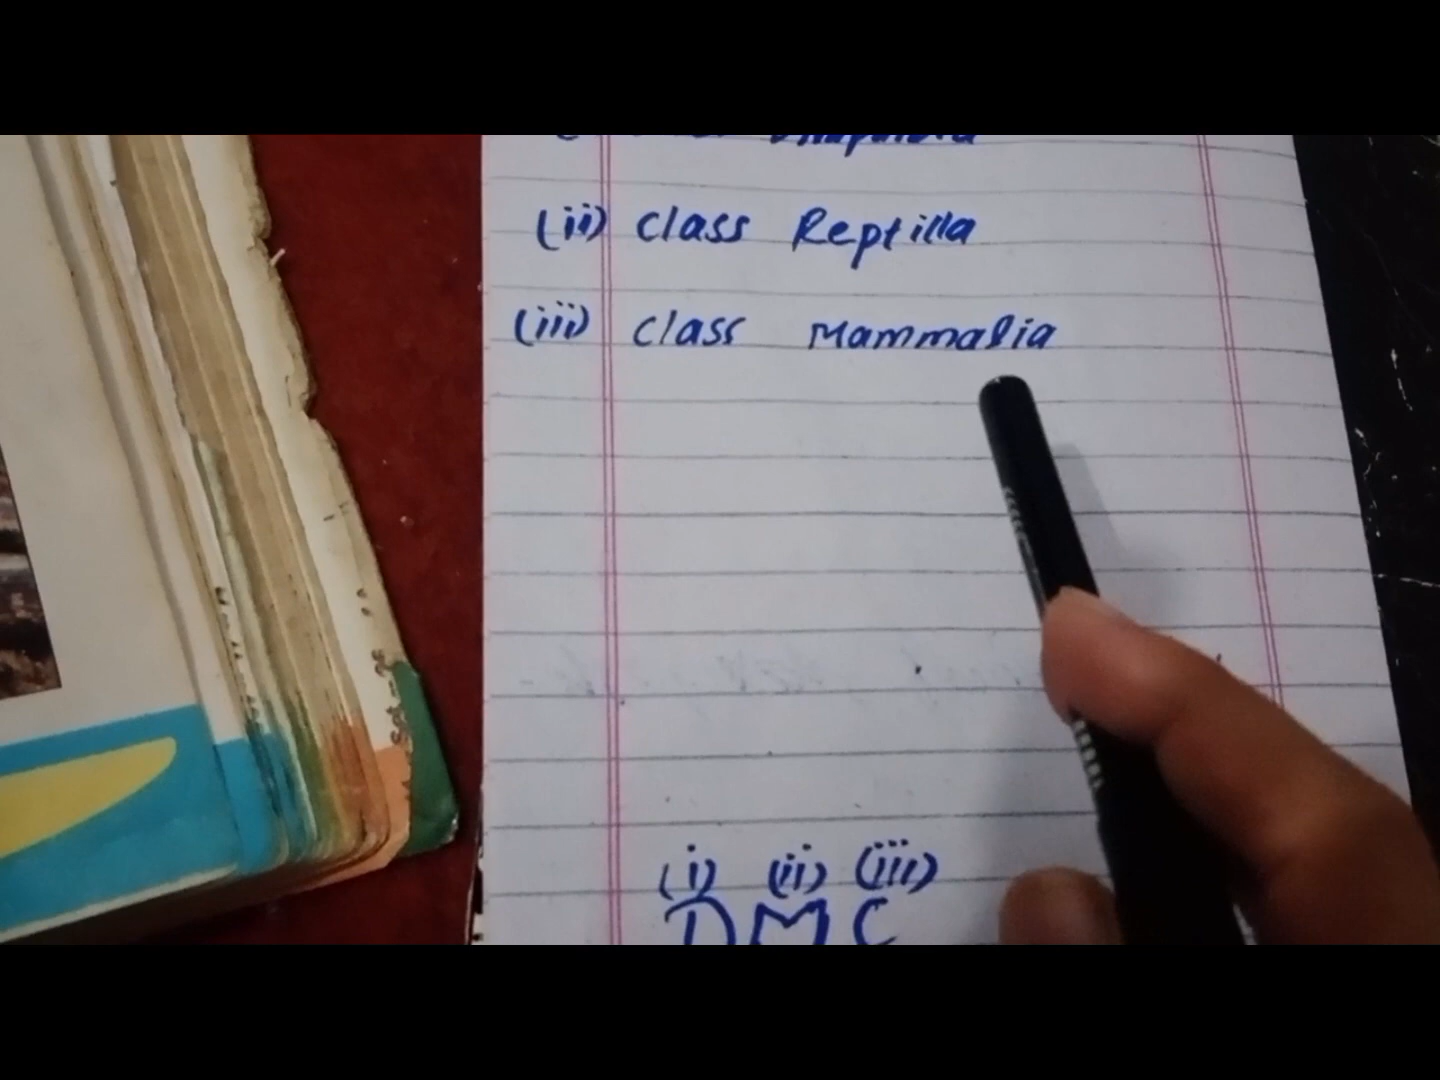 (ii) class Reptilla
(iii) class Mammalia
(i) (ii) (iii)
D M C